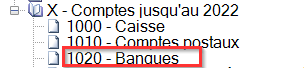 X - Comptes jusqu'au 2022
1000 - Caisse
1010 - Comptes postaux
1020 - Banques